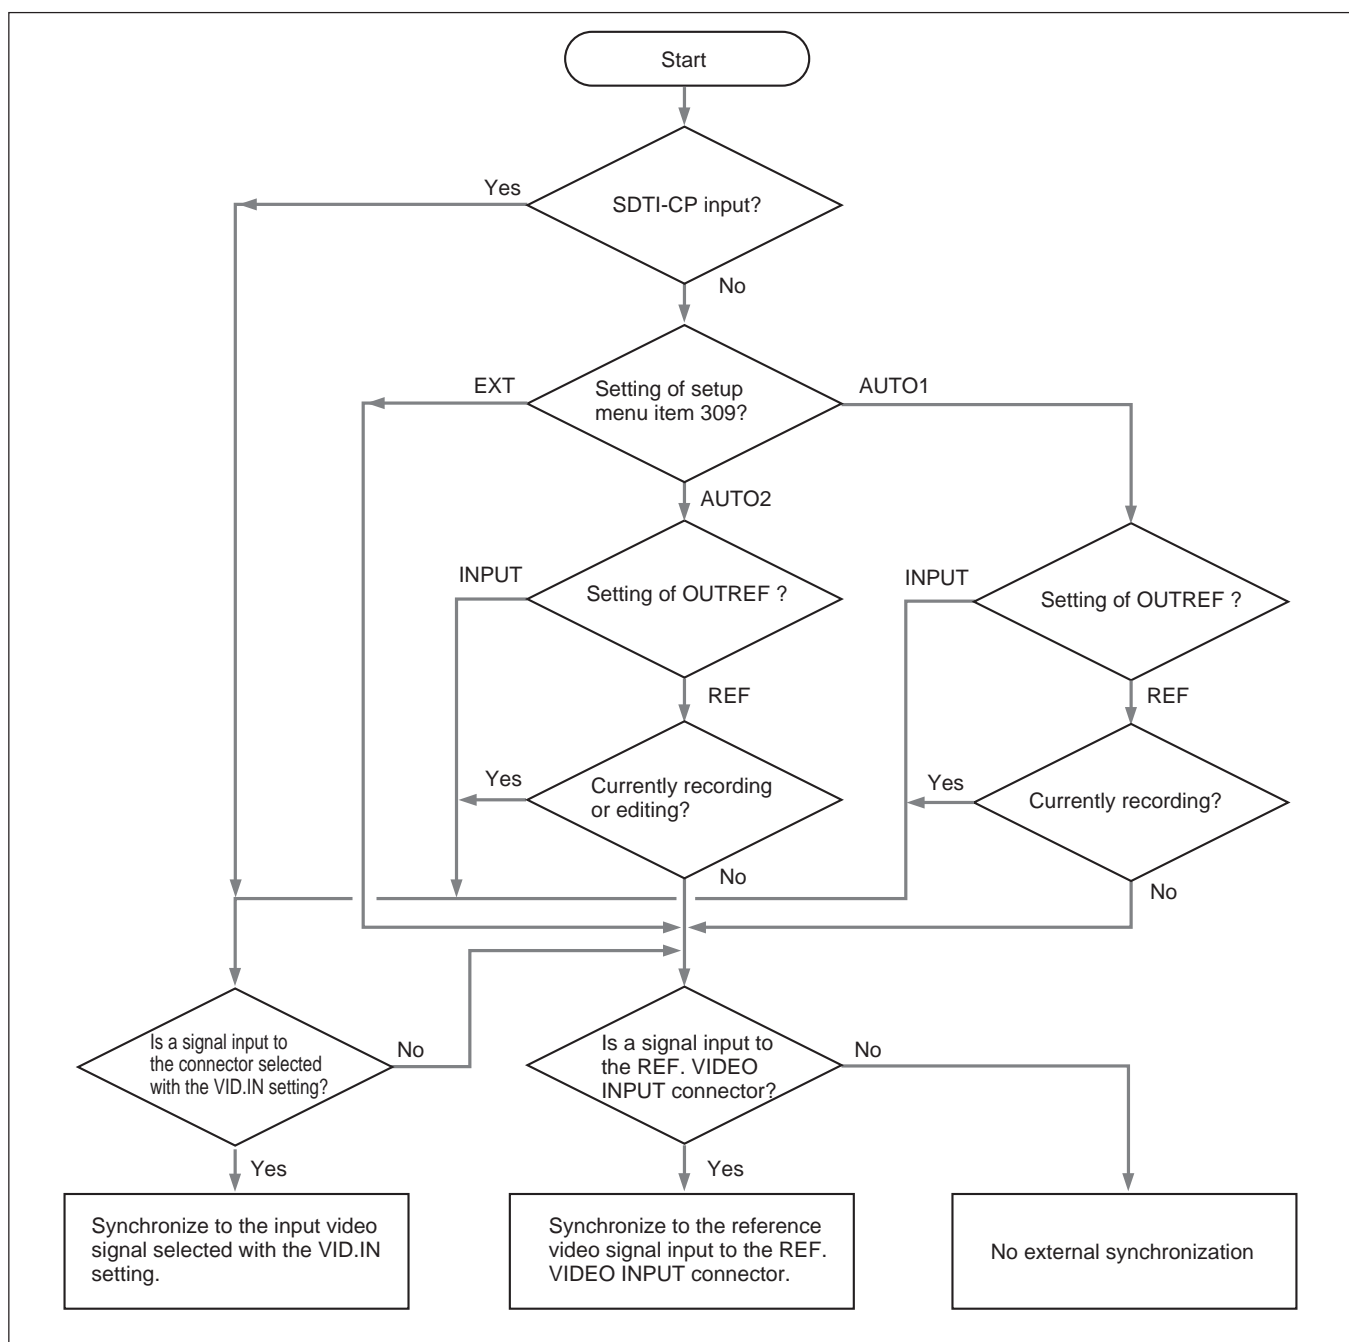 Start
Yes
SDTI-CP input?
No
EXT
Setting of setup
menu item 309?
AUTO1
AUTO2
INPUT
Setting of OUTREF ?
INPUT
Setting of OUTREF ?
REF
REF
Yes
Currently recording
or editing?
Yes
Currently recording?
No
No
Is a signal input to
the connector selected
with the VID.IN setting?
No
Is a signal input to
the REF. VIDEO
INPUT connector?
No
Yes
Yes
Synchronize to the input video
signal selected with the VID.IN
setting.
Synchronize to the reference
video signal input to the REF.
VIDEO INPUT connector.
No external synchronization